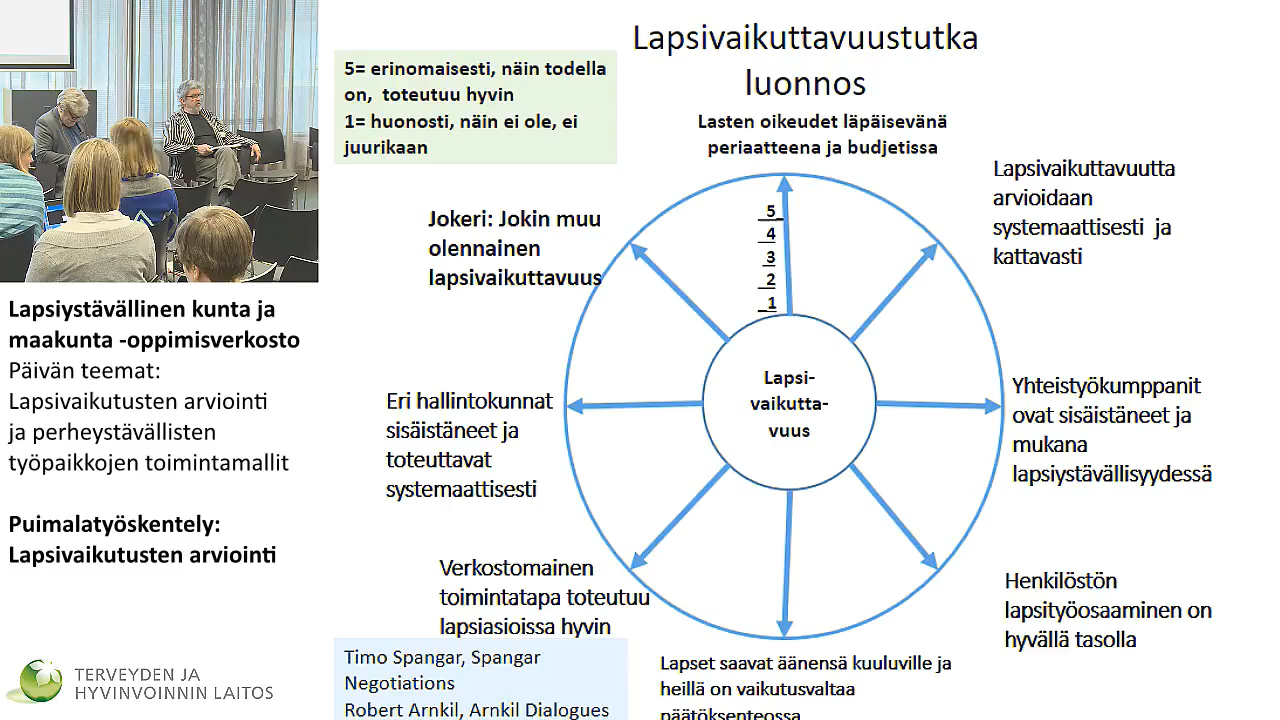 Lapsiystävällinen kunta ja
maakunta -oppimisverkosto
Päivän teemat:
Lapsivaikutusten arviointi
ja perheystävällisten
työpaikkojen toimintamallit
Puimalatyöskentely:
Lapsivaikutusten arviointi
TERVEYDEN JA
HYVINVOINNIN LAITOS
Lapsivaikuttavuustutka
luonnos
5= erinomaisesti, näin todella
on, toteutuu hyvin
1= huonosti, näin ei ole, ei
juurikaan
Lasten oikeudet läpäisevänä
periaatteena ja budjetissa
Lapsivaikuttavuutta
arvioidaan
systemaattisesti ja
kattavasti
Yhteistyökumppanit
ovat sisäistäneet ja
mukana
lapsiystävällisyydessä
Henkilöstön
lapsityöosaaminen on
hyvällä tasolla
Lapset saavat äänensä kuuluville ja
heillä on vaikutusvaltaa
päätöksenteossa
Verkostomainen
toimintatapa toteutuu
lapsiasioissa hyvin
Eri hallintokunnat
sisäistäneet ja
toteuttavat
systemaattisesti
Jokeri: Jokin muu
olennainen
lapsivaikuttavuus
5
4
3
2
1
Lapsi-
vaikutta-
vuus
Timo Spangar, Spangar
Negotiations
Robert Arnkil, Arnkil Dialogues